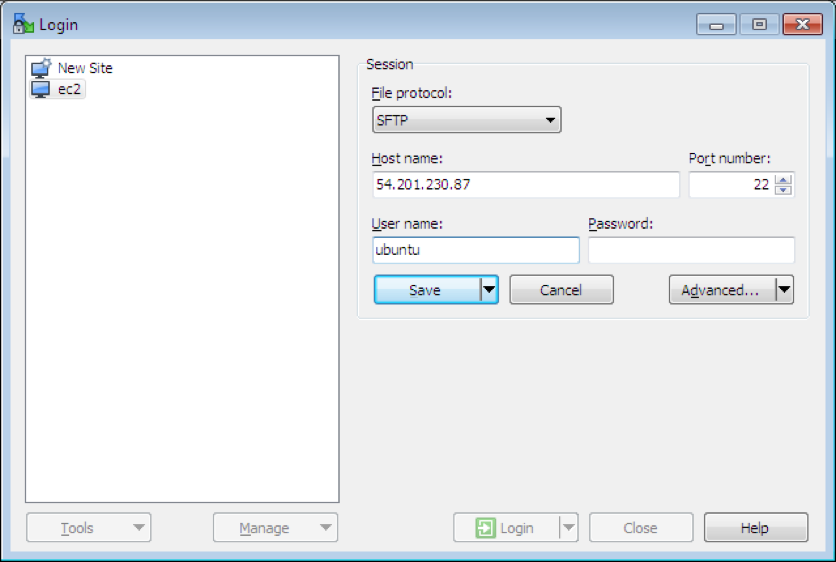 Login
New Site
ec2
Session
File protocol:
SFTP
Host name:
Port number:
54.201.230.87
22
User name:
Password:
ubuntu
Save
Cancel
Advanced...
Tools
Manage
Login
Close
Help